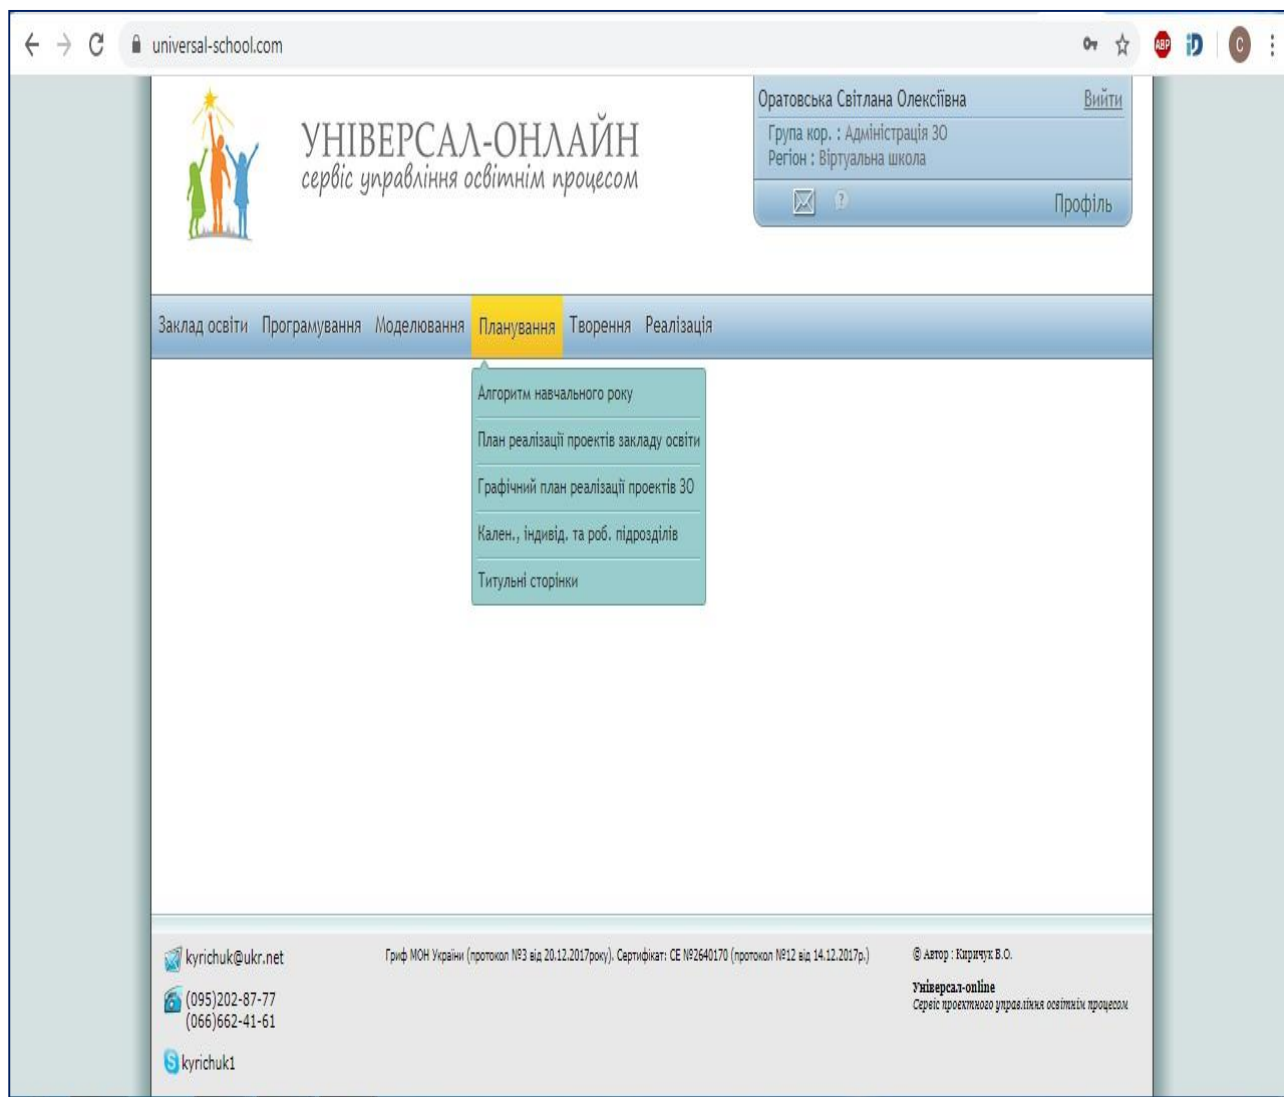 universal-school.com
ABP
С
УНІВЕРСАЛ-ОНЛАЙН
сервіс управління освітнім процесом
Оратовська Світлана Олексіївна Вийти
Група кор. : Адміністрація ЗО
Регіон : Віртуальна школа
Профіль
Заклад освіти Програмування Моделювання Планування Творення Реалізація
Алгоритм навчального року
План реалізації проектів закладу освіти
Графічний план реалізації проектів ЗО
Кален., індивід. та роб. підрозділів
Титульні сторінки
kyrichuk@ukr.net
(095)202-87-77
(066)662-41-61
kyrichuk1
Гриф МОН України (протокол №3 від 20.12.2017року). Сертифікат: СЕ №2640170 (протокол №12 від 14.12.2017р.)
© Автор : Киричук В.О.
Універсал-online
Сервіс проектного управління освітнім процесом